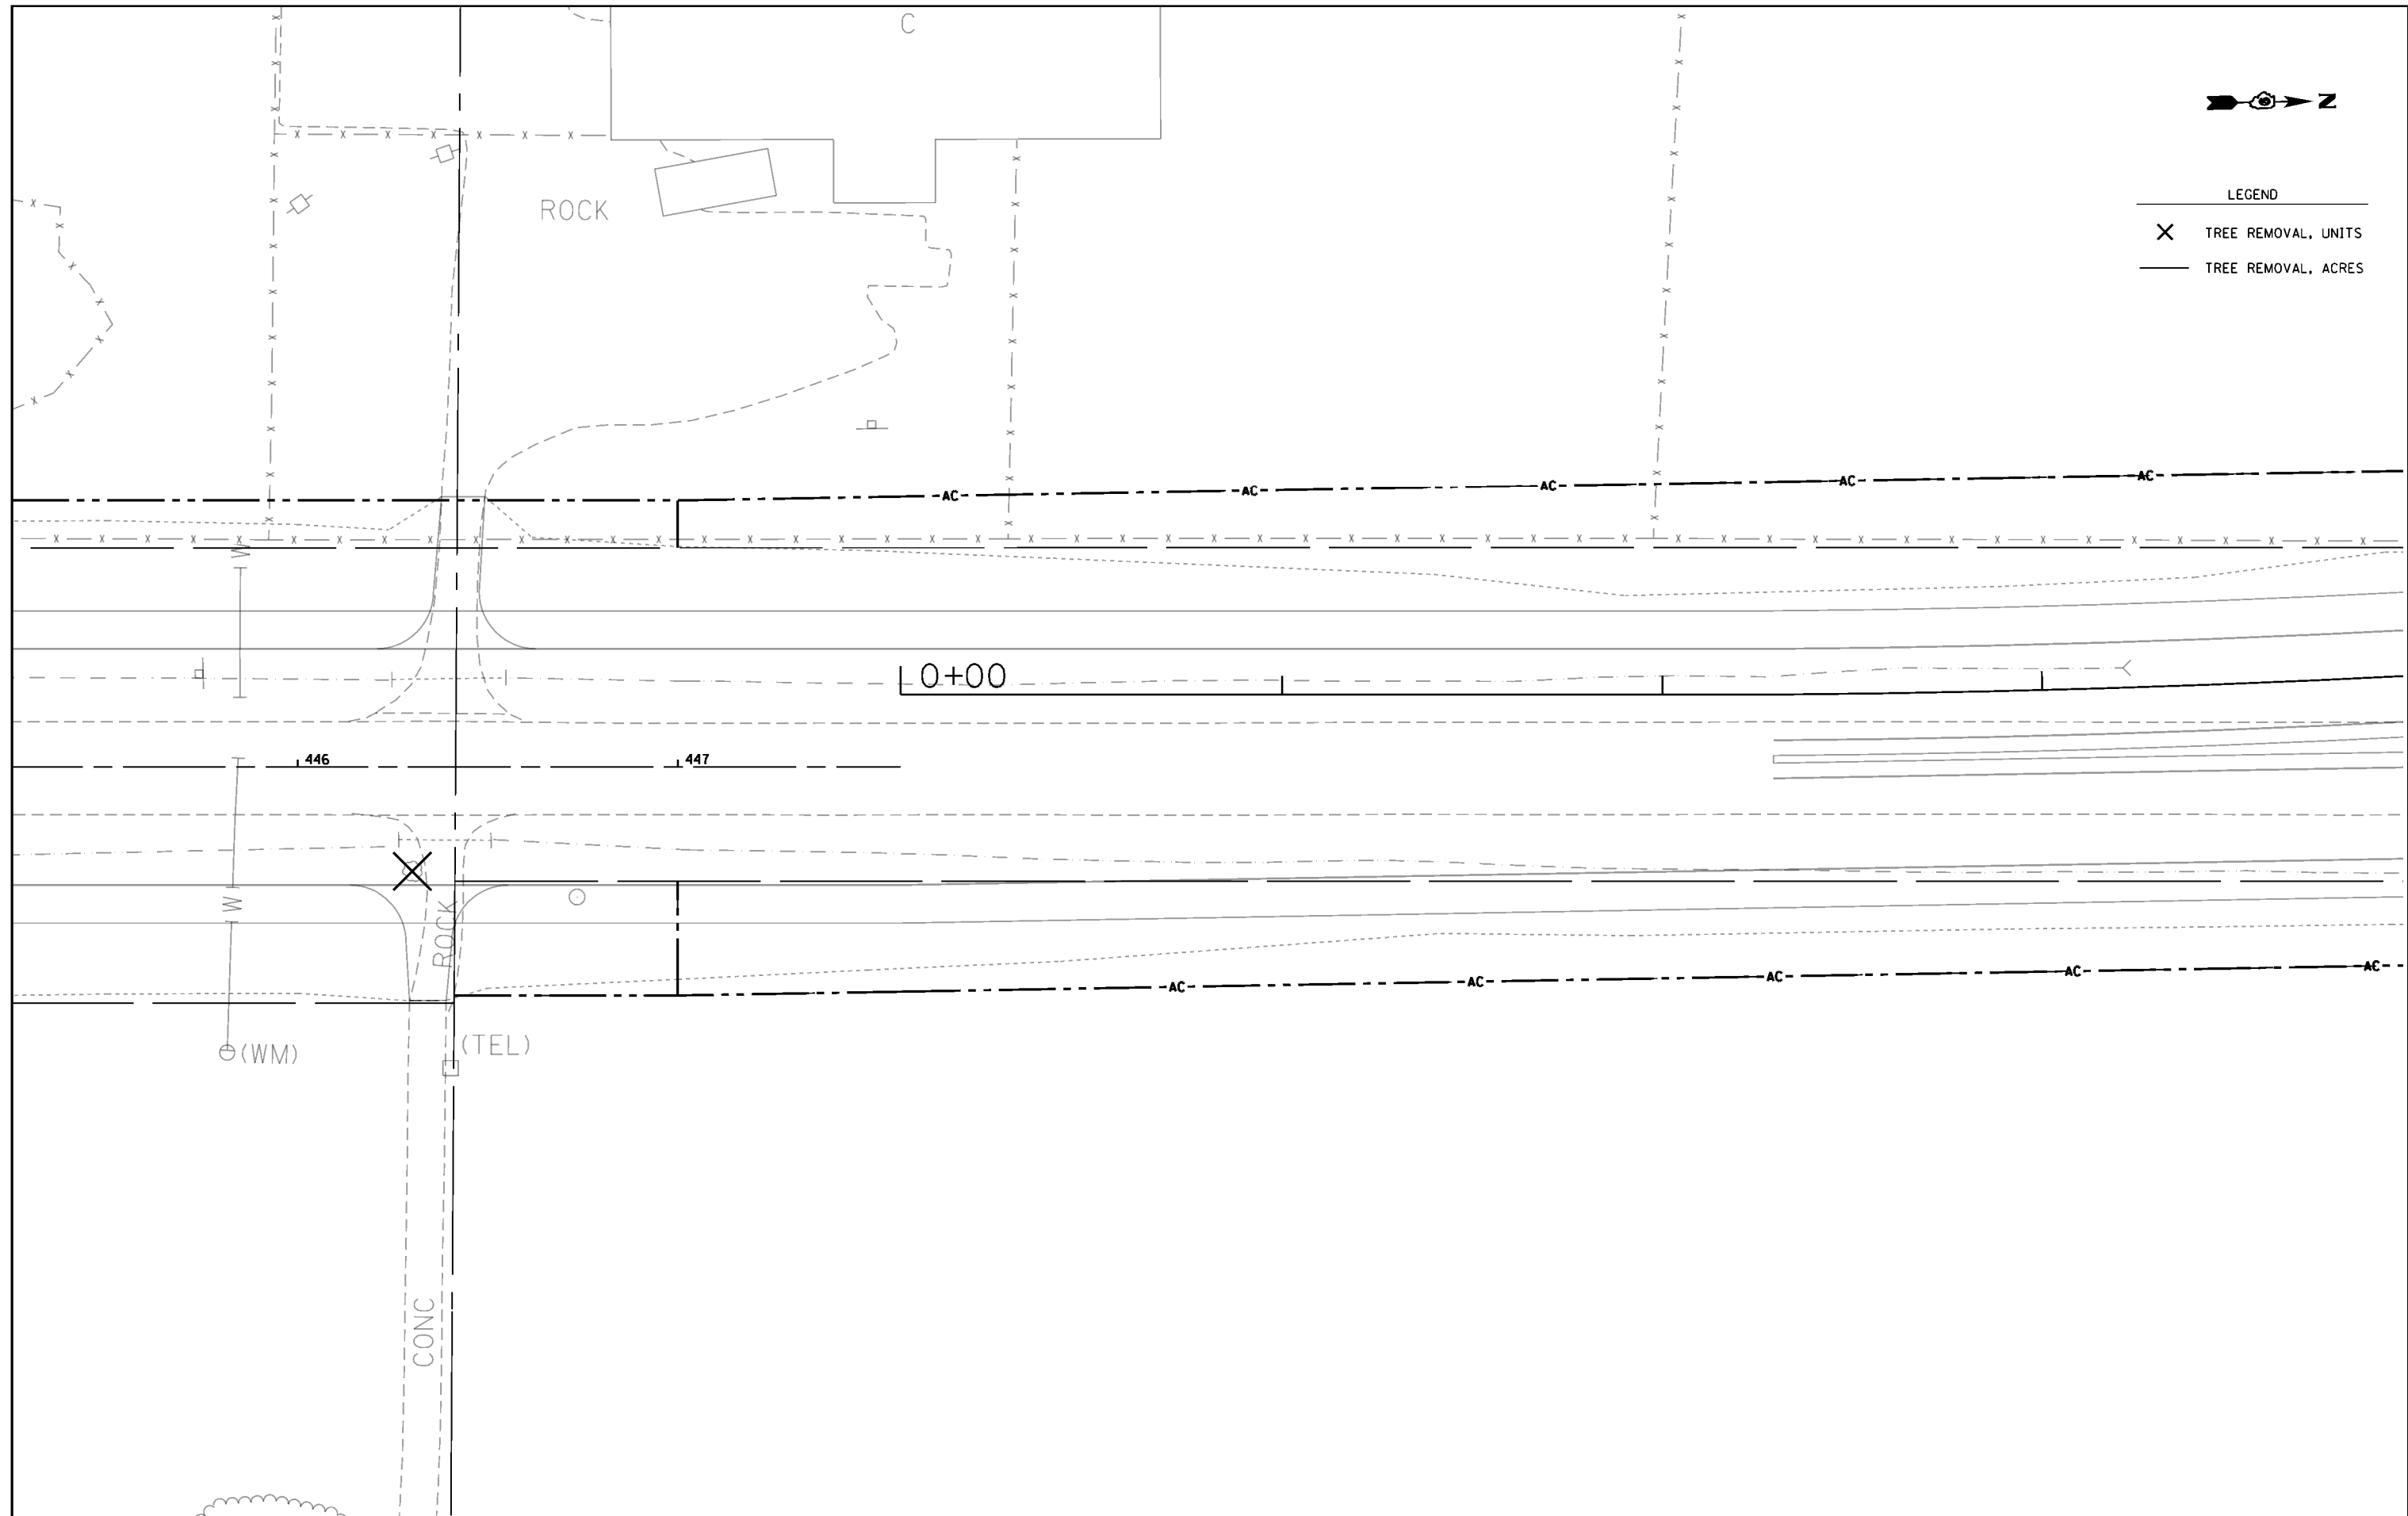 C
N
LEGEND
TREE REMOVAL, UNITS
TREE REMOVAL, ACRES
ROCK
AC AC AC AC AC
W
0+00
446 447
W
ROCK
AC AC AC AC AC
(WM)
(TEL)
CONC